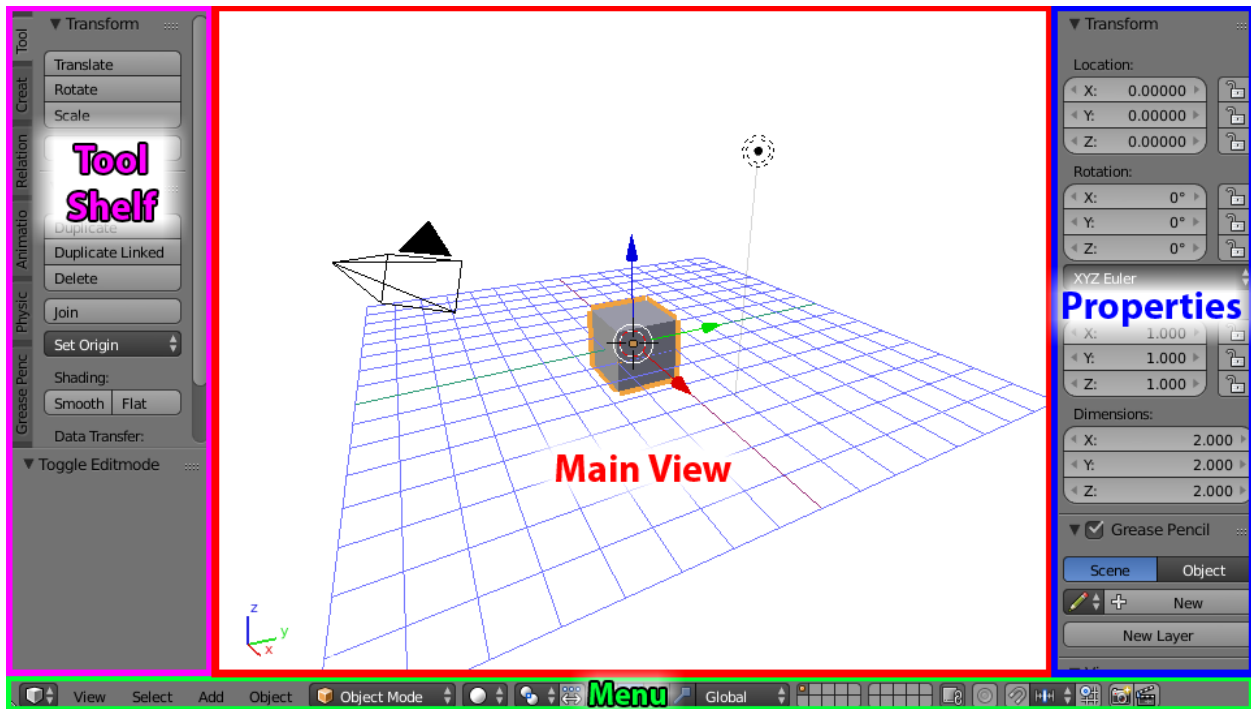 Tool
Creat
Relation
Animatio
Physic
Grease Penc
Transform
Translate
Rotate
Scale
Tool
Shelf
Duplicate
Duplicate Linked
Delete
Join
Set Origin
Shading:
Smooth Flat
Data Transfer:
Toggle Editmode
Main View
z
y
x
Transform
Location:
X: 0.00000
Y: 0.00000
Z: 0.00000
Rotation:
X: 0°
Y: 0°
Z: 0°
XYZ Euler
Properties
X: 1.000
Y: 1.000
Z: 1.000
Dimensions:
X: 2.000
Y: 2.000
Z: 2.000
Grease Pencil
Scene Object
New
New Layer
View Select Add Object Object Mode Menu Global